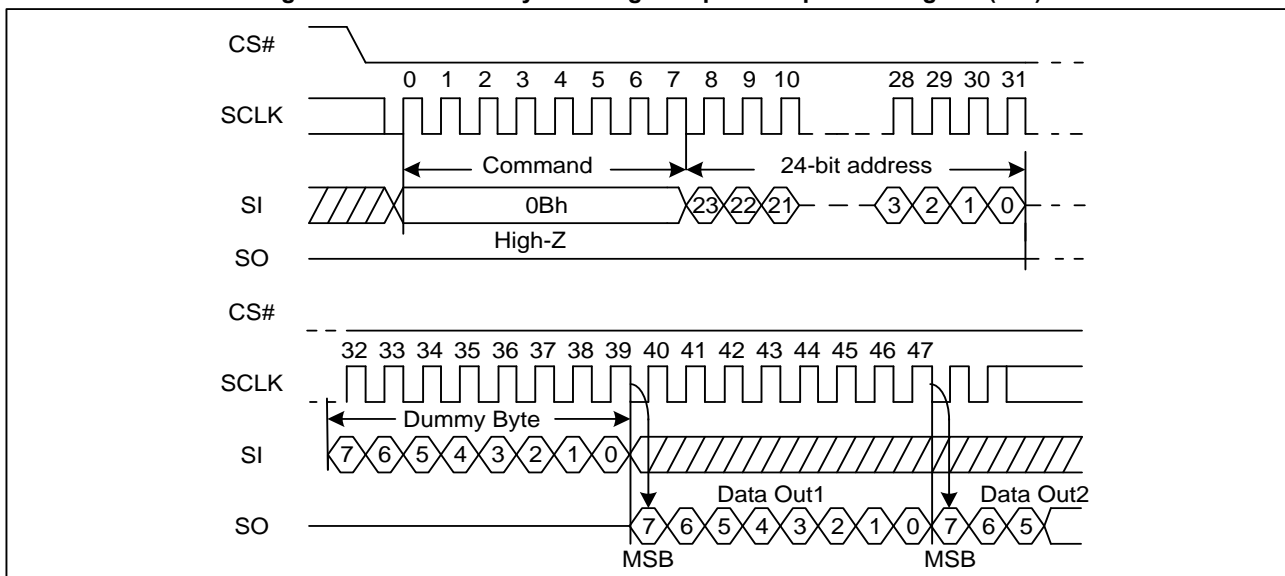 CS#
0 1 2 3 4 5 6 7 8 9 10 28 29 30 31
SCLK
Command 24-bit address
SI 0Bh 23 22 21 3 2 1 0
High-Z
SO
CS#
32 33 34 35 36 37 38 39 40 41 42 43 44 45 46 47
SCLK
Dummy Byte
SI 7 6 5 4 3 2 1 0
Data Out1 Data Out2
SO 7 6 5 4 3 2 1 0 7 6 5
MSB MSB